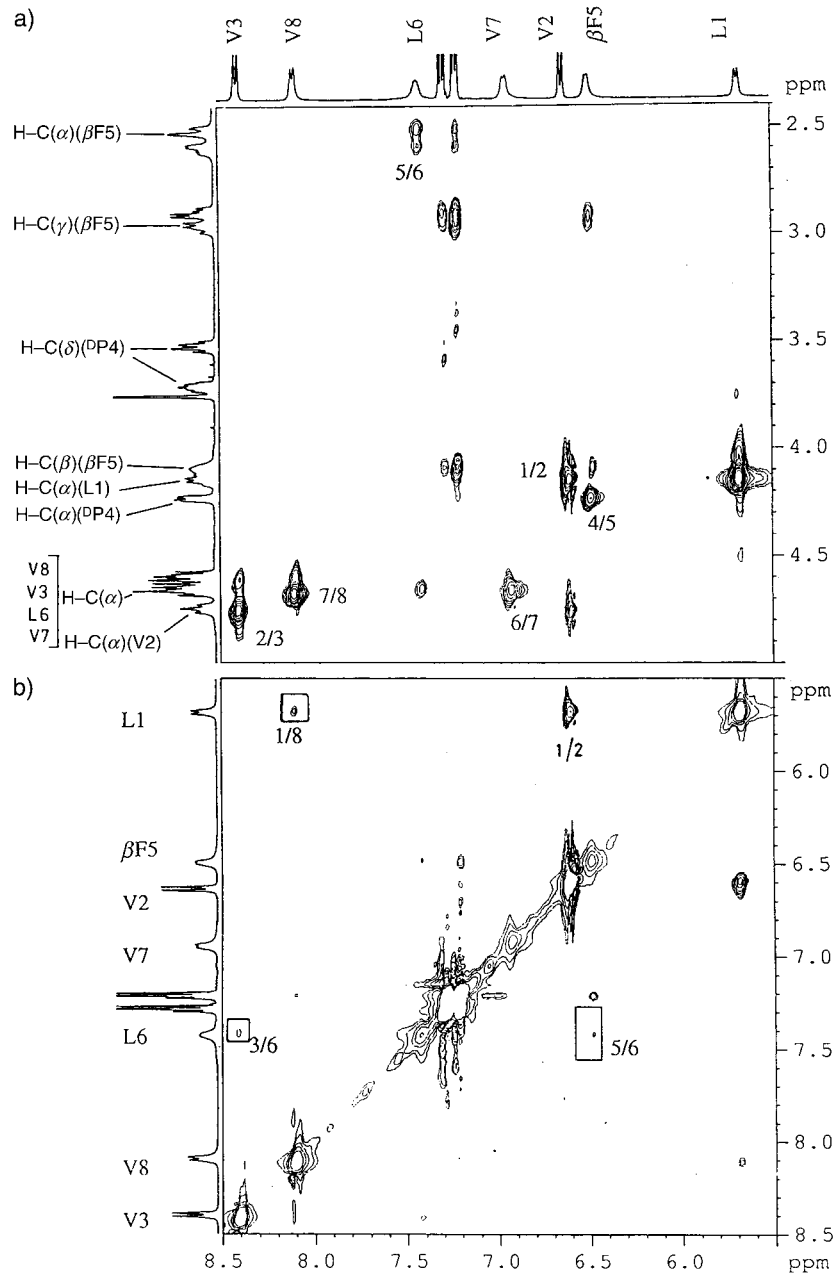 a)
V3 V8 L6 V7 V2 βF5 L1
ppm
H–C(α)(βF5)
2.5
5/6
H–C(γ)(βF5)
3.0
3.5
H–C(δ)(ᴰP4)
4.0
H–C(β)(βF5)
1/2
H–C(α)(L1)
H–C(α)(ᴰP4)
4/5
4.5
V8
V3
H–C(α)
L6
7/8
6/7
V7
H–C(α)(V2)
2/3
b)
ppm
L1
1/8
1/2
6.0
βF5
6.5
V2
V7
7.0
L6
3/6
5/6
7.5
V8
8.0
V3
8.5
8.5 8.0 7.5 7.0 6.5 6.0 ppm